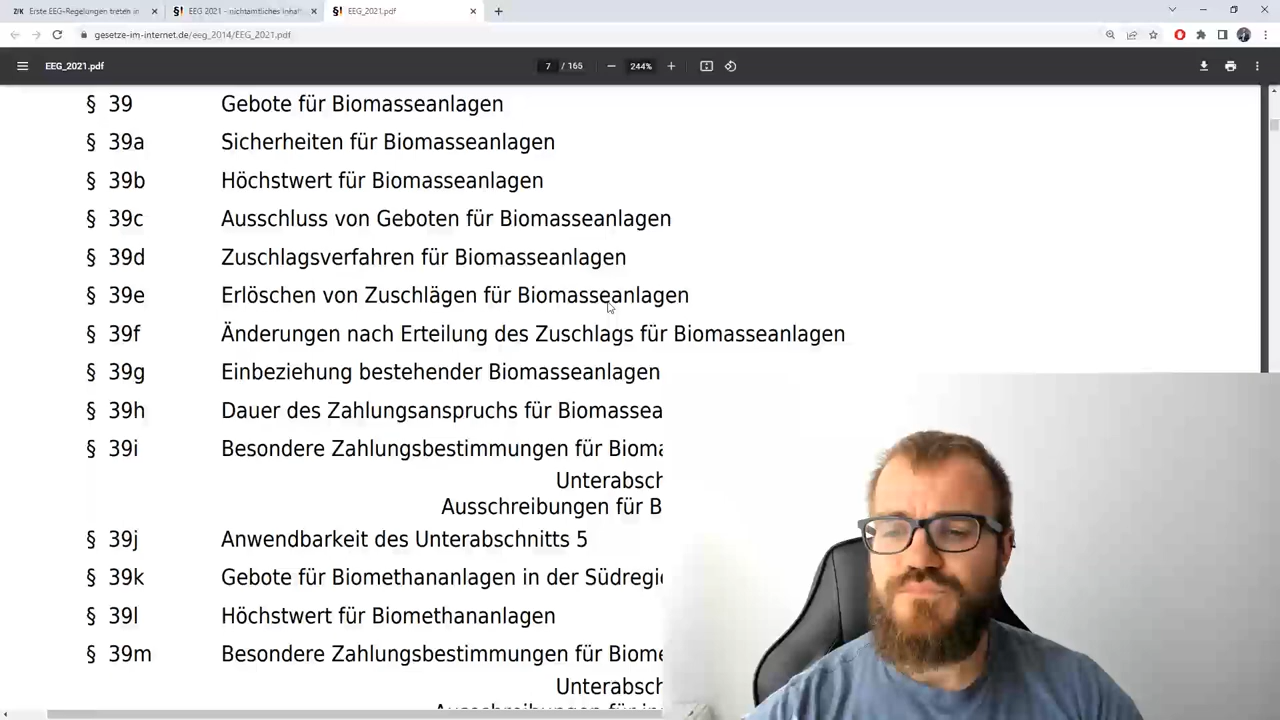 Erste EEG-Regelungen treten in
EEG 2021 - nichtamtliches Inhal
EEG_2021.pdf
gesetze-im-internet.de/eeg_2014/EEG_2021.pdf
EEG_2021.pdf
7 / 165
244%
§ 39 Gebote für Biomasseanlagen
§ 39a Sicherheiten für Biomasseanlagen
§ 39b Höchstwert für Biomasseanlagen
§ 39c Ausschluss von Geboten für Biomasseanlagen
§ 39d Zuschlagsverfahren für Biomasseanlagen
§ 39e Erlöschen von Zuschlägen für Biomasseanlagen
§ 39f Änderungen nach Erteilung des Zuschlags für Biomasseanlagen
§ 39g Einbeziehung bestehender Biomasseanlagen
§ 39h Dauer des Zahlungsanspruchs für Biomassea
§ 39i Besondere Zahlungsbestimmungen für Bioma
Unterabsch
Ausschreibungen für B
§ 39j Anwendbarkeit des Unterabschnitts 5
§ 39k Gebote für Biomethananlagen in der Südregi
§ 39l Höchstwert für Biomethananlagen
§ 39m Besondere Zahlungsbestimmungen für Biome
Unterabsch